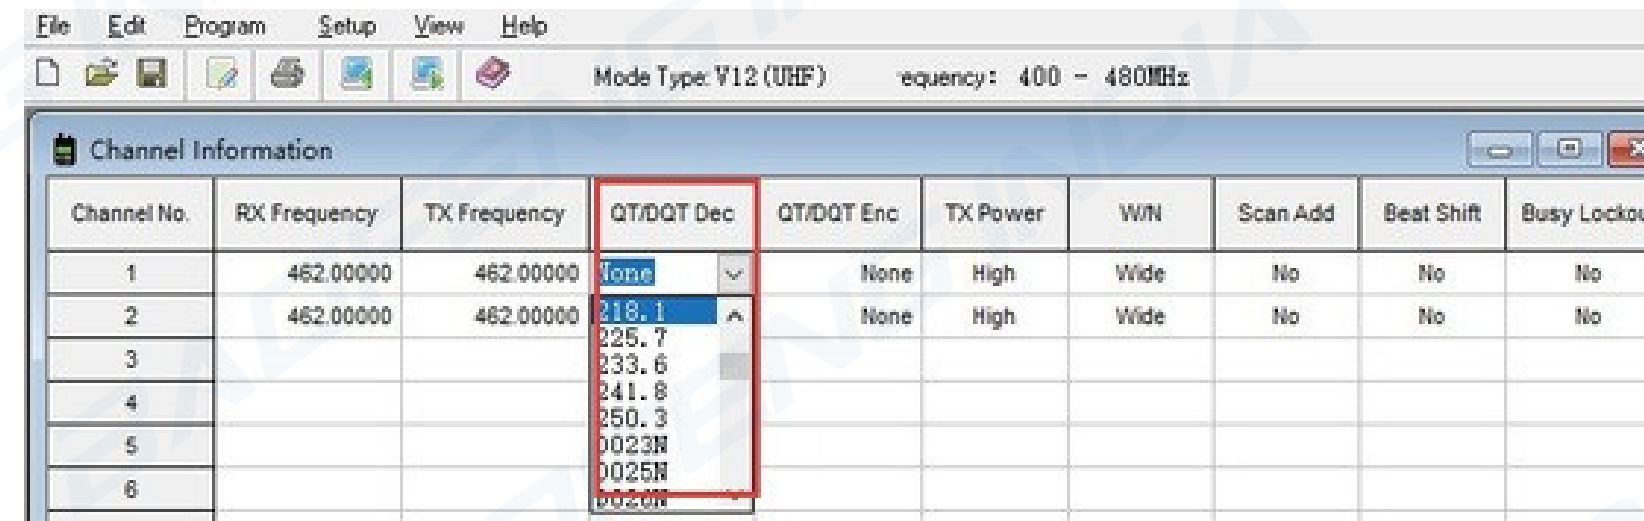 File Edit Program Setup View Help
Mode Type: V12(UHF) equency: 400 - 480MHz
Channel Information
Channel No. RX Frequency TX Frequency QT/DQT Dec QT/DQT Enc TX Power W/N Scan Add Beat Shift Busy Lockou
1 462.00000 462.00000 None None High Wide No No No
2 462.00000 462.00000 218.1 None High Wide No No No
225.7
3 233.6
4 241.8
250.3
5 D023N
D025N
6 D026N